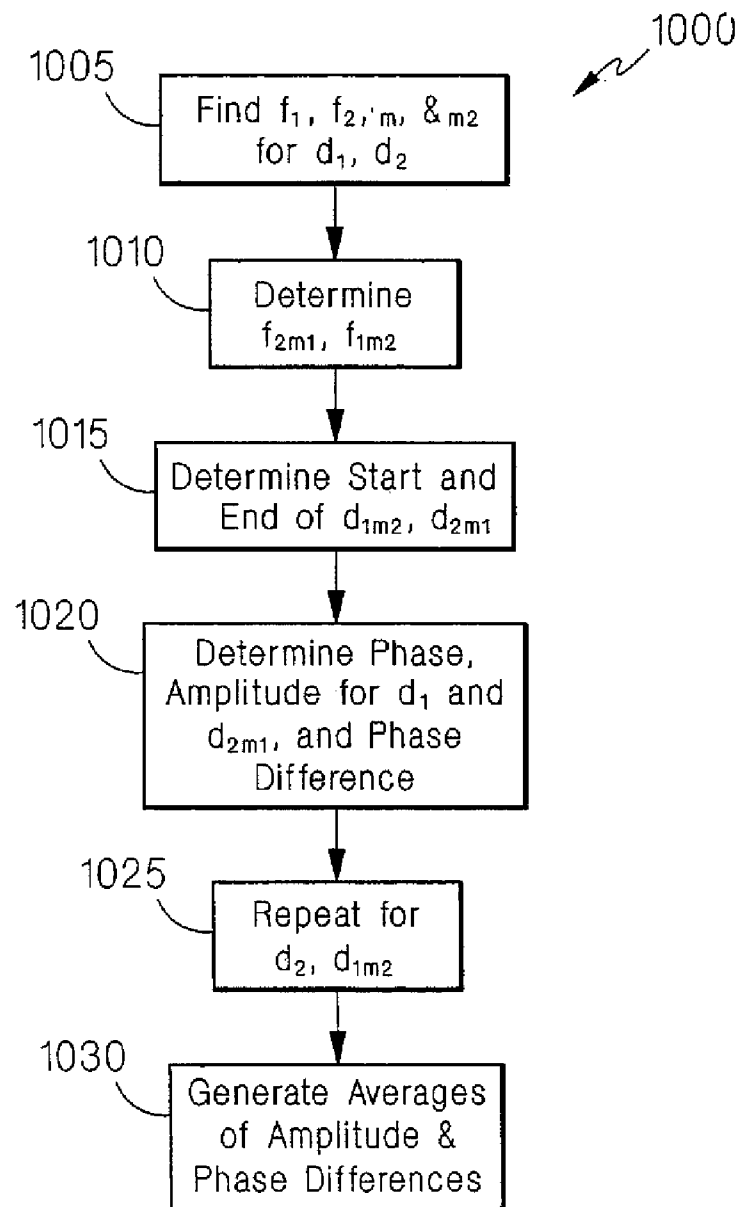 1000
1005
Find f₁, f₂,'m, &m2
for d₁, d₂
1010
Determine
f2m1, f1m2
1015
Determine Start and
End of d1m2, d2m1
1020
Determine Phase,
Amplitude for d₁ and
d2m1, and Phase
Difference
1025
Repeat for
d₂, d1m2
1030
Generate Averages
of Amplitude &
Phase Differences